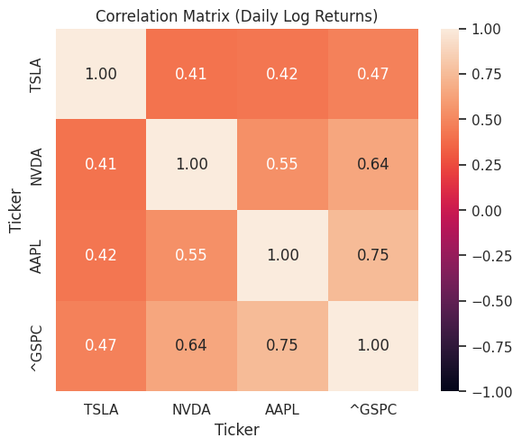 Correlation Matrix (Daily Log Returns)
TSLA 1.00 0.41 0.42 0.47
NVDA 0.41 1.00 0.55 0.64
AAPL 0.42 0.55 1.00 0.75
^GSPC 0.47 0.64 0.75 1.00
Ticker
TSLA NVDA AAPL ^GSPC
Ticker
1.00
0.75
0.50
0.25
0.00
−0.25
−0.50
−0.75
−1.00